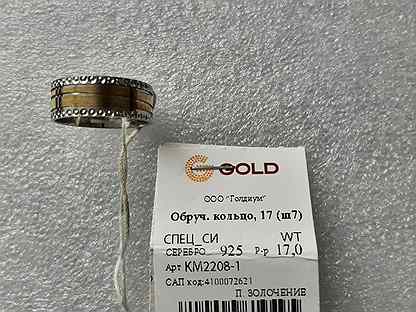 GOLD
ООО "Голдиум"
Обруч. кольцо, 17 (ш7)
СПЕЦ_СИ WT
СЕРЕБРО 925 Р-р 17,0
Арт КМ2208-1
САП код:4100072621
П. ЗОЛОЧЕНИЕ